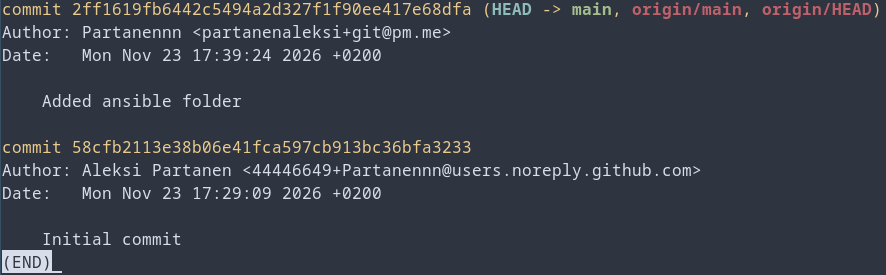 commit 2ff1619fb6442c5494a2d327f1f90ee417e68dfa (HEAD -> main, origin/main, origin/HEAD)
Author: Partanennn <partanenaleksi+git@pm.me>
Date:   Mon Nov 23 17:39:24 2026 +0200

    Added ansible folder

commit 58cfb2113e38b06e41fca597cb913bc36bfa3233
Author: Aleksi Partanen <44446649+Partanennn@users.noreply.github.com>
Date:   Mon Nov 23 17:29:09 2026 +0200

    Initial commit
(END)